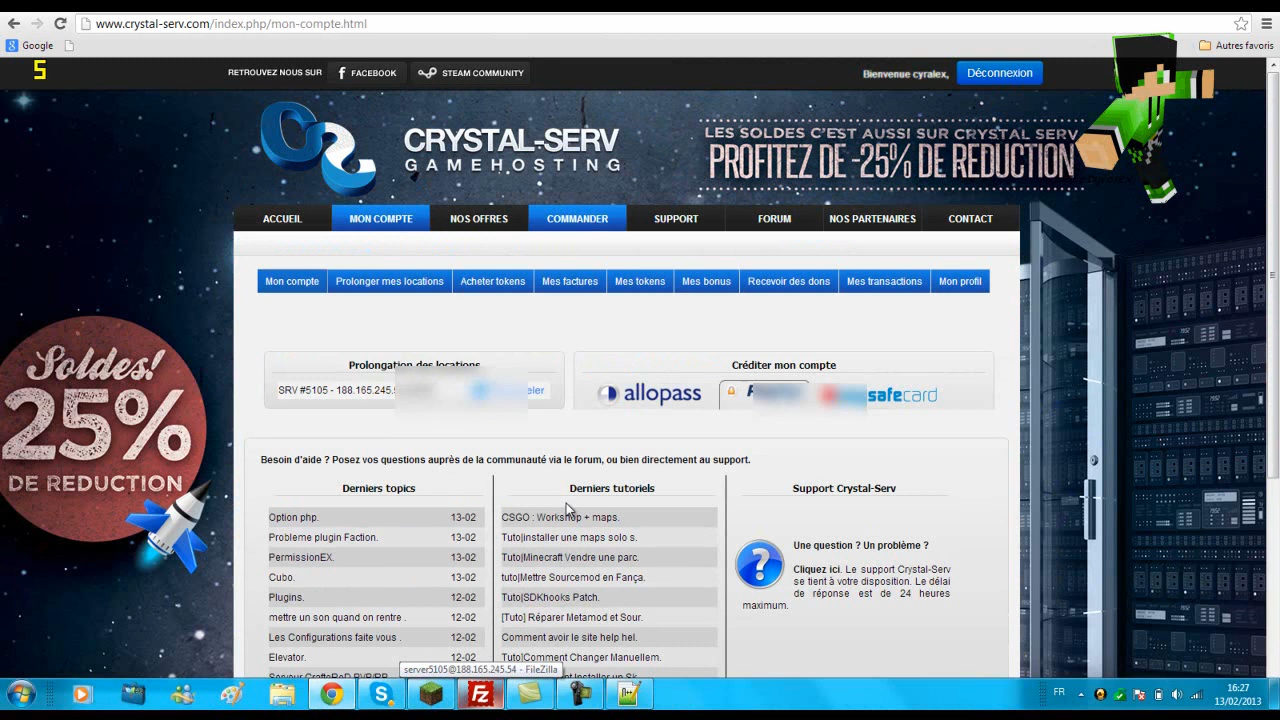 www.crystal-serv.com/index.php/mon-compte.html
Google
Autres favoris
5
RETROUVEZ NOUS SUR
FACEBOOK
STEAM COMMUNITY
Bienvenue cyralex,
Déconnexion
CRYSTAL-SERV
GAMEHOSTING
LES SOLDES C'EST AUSSI SUR CRYSTAL SERV
PROFITEZ DE -25% DE REDUCTION
ACCUEIL
MON COMPTE
NOS OFFRES
COMMANDER
SUPPORT
FORUM
NOS PARTENAIRES
CONTACT
Mon compte
Prolonger mes locations
Acheter tokens
Mes factures
Mes tokens
Mes bonus
Recevoir des dons
Mes transactions
Mon profil
Soldes!
25%
DE REDUCTION
Prolongation des locations
SRV #5105 - 188.165.245.
eler
Créditer mon compte
allopass
safecard
Besoin d'aide ? Posez vos questions auprès de la communauté via le forum, ou bien directement au support.
Derniers topics
Option php. 13-02
Probleme plugin Faction. 13-02
PermissionEX. 13-02
Cubo. 13-02
Plugins. 12-02
mettre un son quand on rentre . 12-02
Les Configurations faite vous . 12-02
Elevator. 12-02
Derniers tutoriels
CSGO : Workshop + maps.
Tuto|installer une maps solo s.
Tuto|Minecraft Vendre une parc.
tuto|Mettre Sourcemod en Fança.
Tuto|SDKhooks Patch.
[Tuto] Réparer Metamod et Sour.
Comment avoir le site help hel.
Tuto|Comment Changer Manuellem.
Support Crystal-Serv
Une question ? Un problème ?
Cliquez ici. Le support Crystal-Serv
se tient à votre disposition. Le délai
de réponse est de 24 heures
maximum.
server5105@188.165.245.54 - FileZilla
FR
16:27
13/02/2013